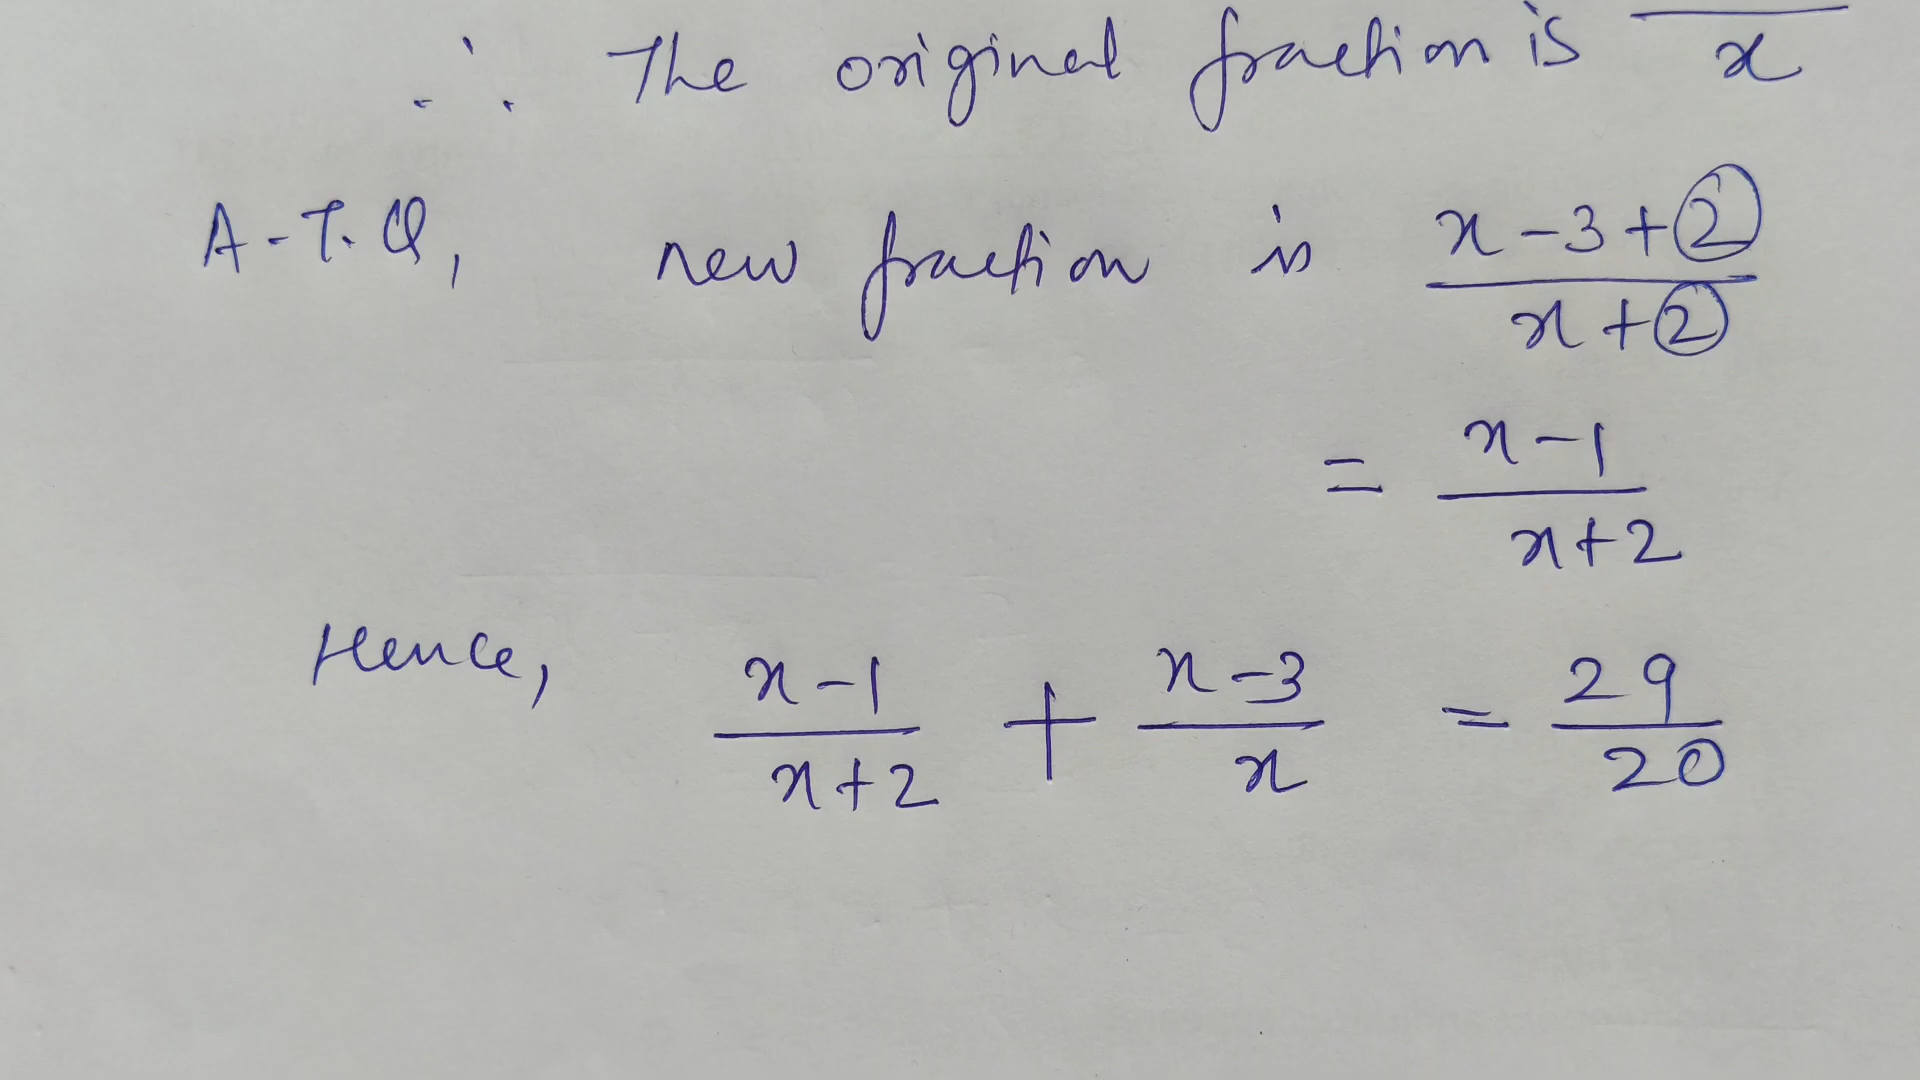 ∴ The original fraction is —/x
A.T.Q, new fraction is (x-3+2)/(x+2)
= (x-1)/(x+2)
Hence, (x-1)/(x+2) + (x-3)/x = 29/20